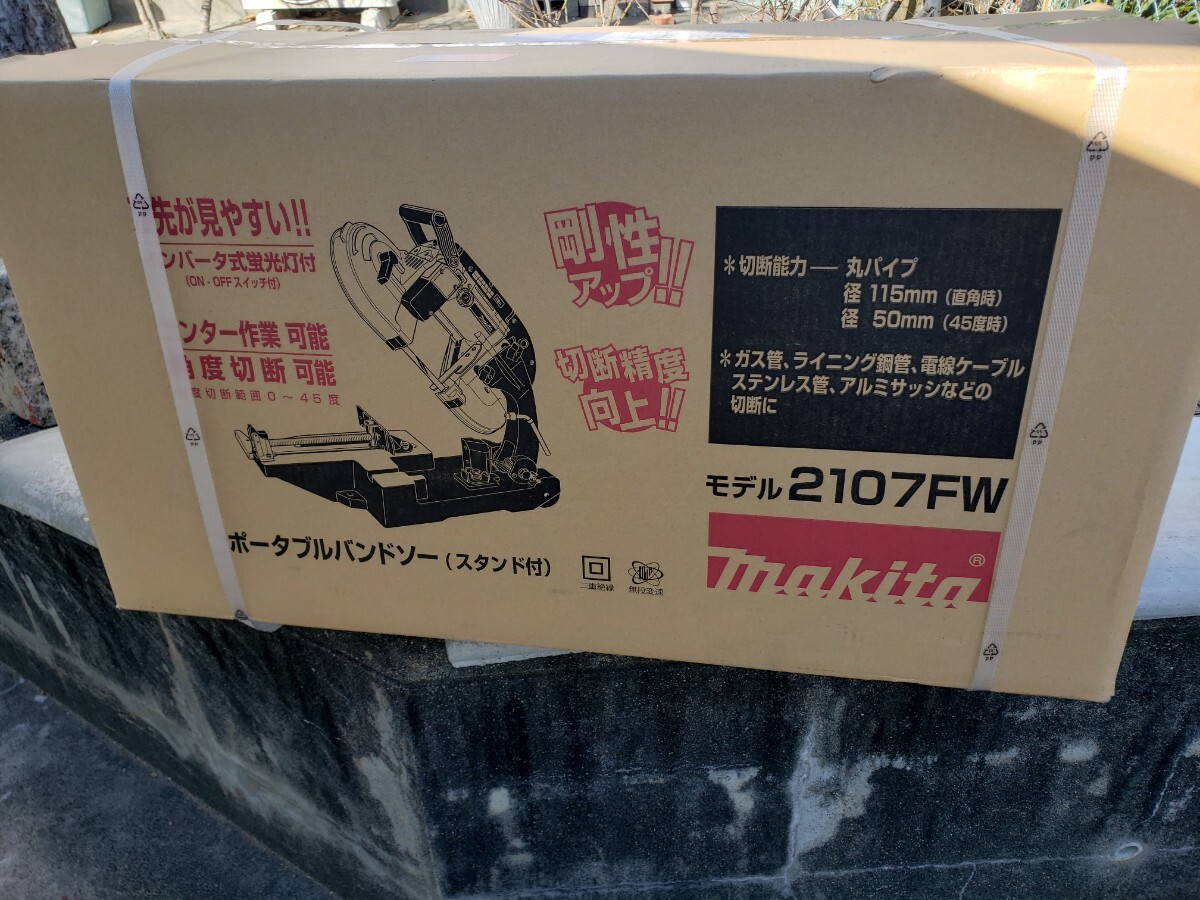 先が見やすい!!
ンバータ式蛍光灯付
(ON・OFFスイッチ付)
ンター作業 可能
角度切断 可能
度切断範囲0〜45度
剛性
アップ!!
切断精度
向上!!
*切断能力― 丸パイプ
径 115mm (直角時)
径 50mm (45度時)
*ガス管、ライニング鋼管、電線ケーブル
ステンレス管、アルミサッシなどの
切断に
モデル 2107FW
makita®
ポータブルバンドソー (スタンド付)
二重絶縁
無段変速
PP
PP
PP
PP
PP